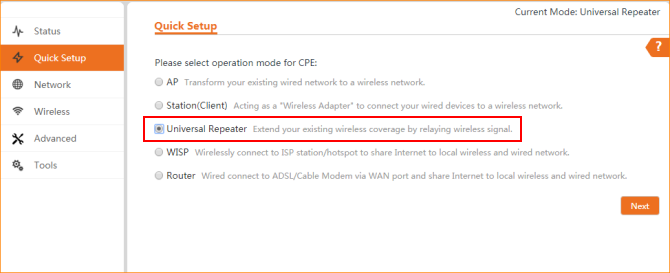 Current Mode: Universal Repeater
Status
Quick Setup
Network
Wireless
Advanced
Tools
Quick Setup
?
Please select operation mode for CPE:
AP Transform your existing wired network to a wireless network.
Station(Client) Acting as a "Wireless Adapter" to connect your wired devices to a wireless network.
Universal Repeater Extend your existing wireless coverage by relaying wireless signal.
WISP Wirelessly connect to ISP station/hotspot to share Internet to local wireless and wired network.
Router Wired connect to ADSL/Cable Modem via WAN port and share Internet to local wireless and wired network.
Next